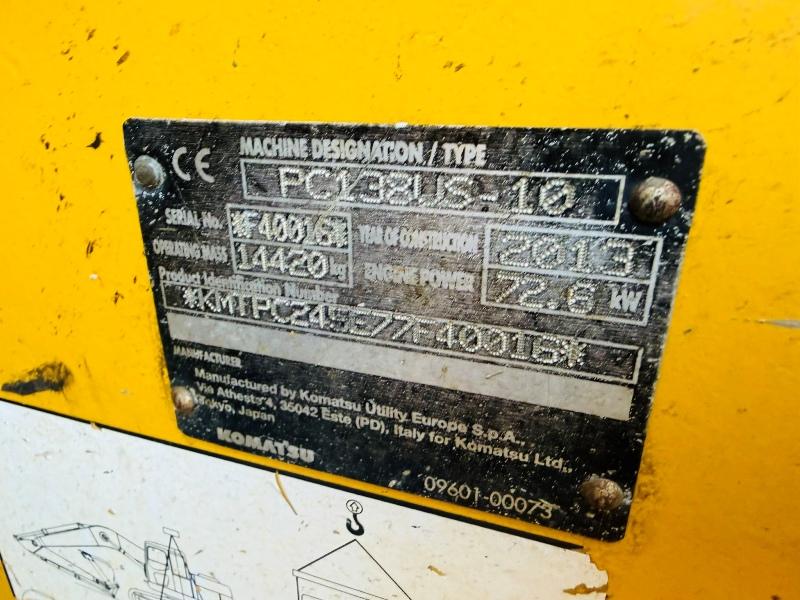 CE
MACHINE DESIGNATION / TYPE
PC138US-10
SERIAL No. *F40016* YEAR OF CONSTRUCTION 2013
OPERATING MASS 14420 kg ENGINE POWER 72.6 kW
Product Identification Number
*KMTPC245E77F40016*
MANUFACTURER
Manufactured by Komatsu Utility Europe S.p.A.,
Via Atheste 4, 35042 Este (PD), Italy for Komatsu Ltd.,
Tokyo, Japan
KOMATSU
09601-00073